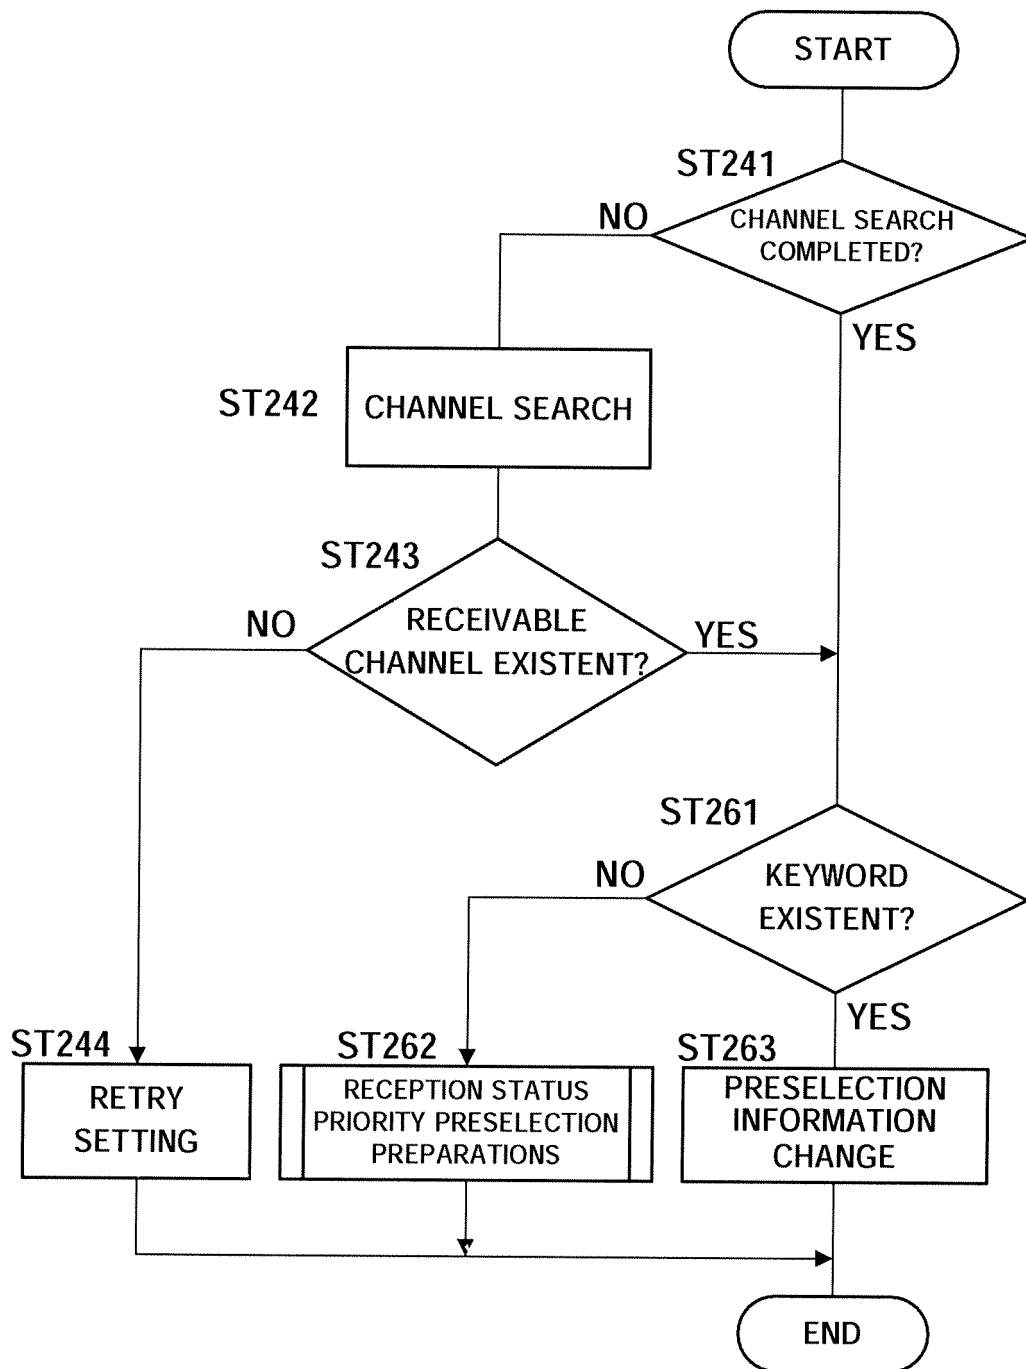 START
ST241
NO
CHANNEL SEARCH
COMPLETED?
YES
ST242
CHANNEL SEARCH
ST243
NO
RECEIVABLE
CHANNEL EXISTENT?
YES
ST261
NO
KEYWORD
EXISTENT?
YES
ST244
RETRY
SETTING
ST262
RECEPTION STATUS
PRIORITY PRESELECTION
PREPARATIONS
ST263
PRESELECTION
INFORMATION
CHANGE
END